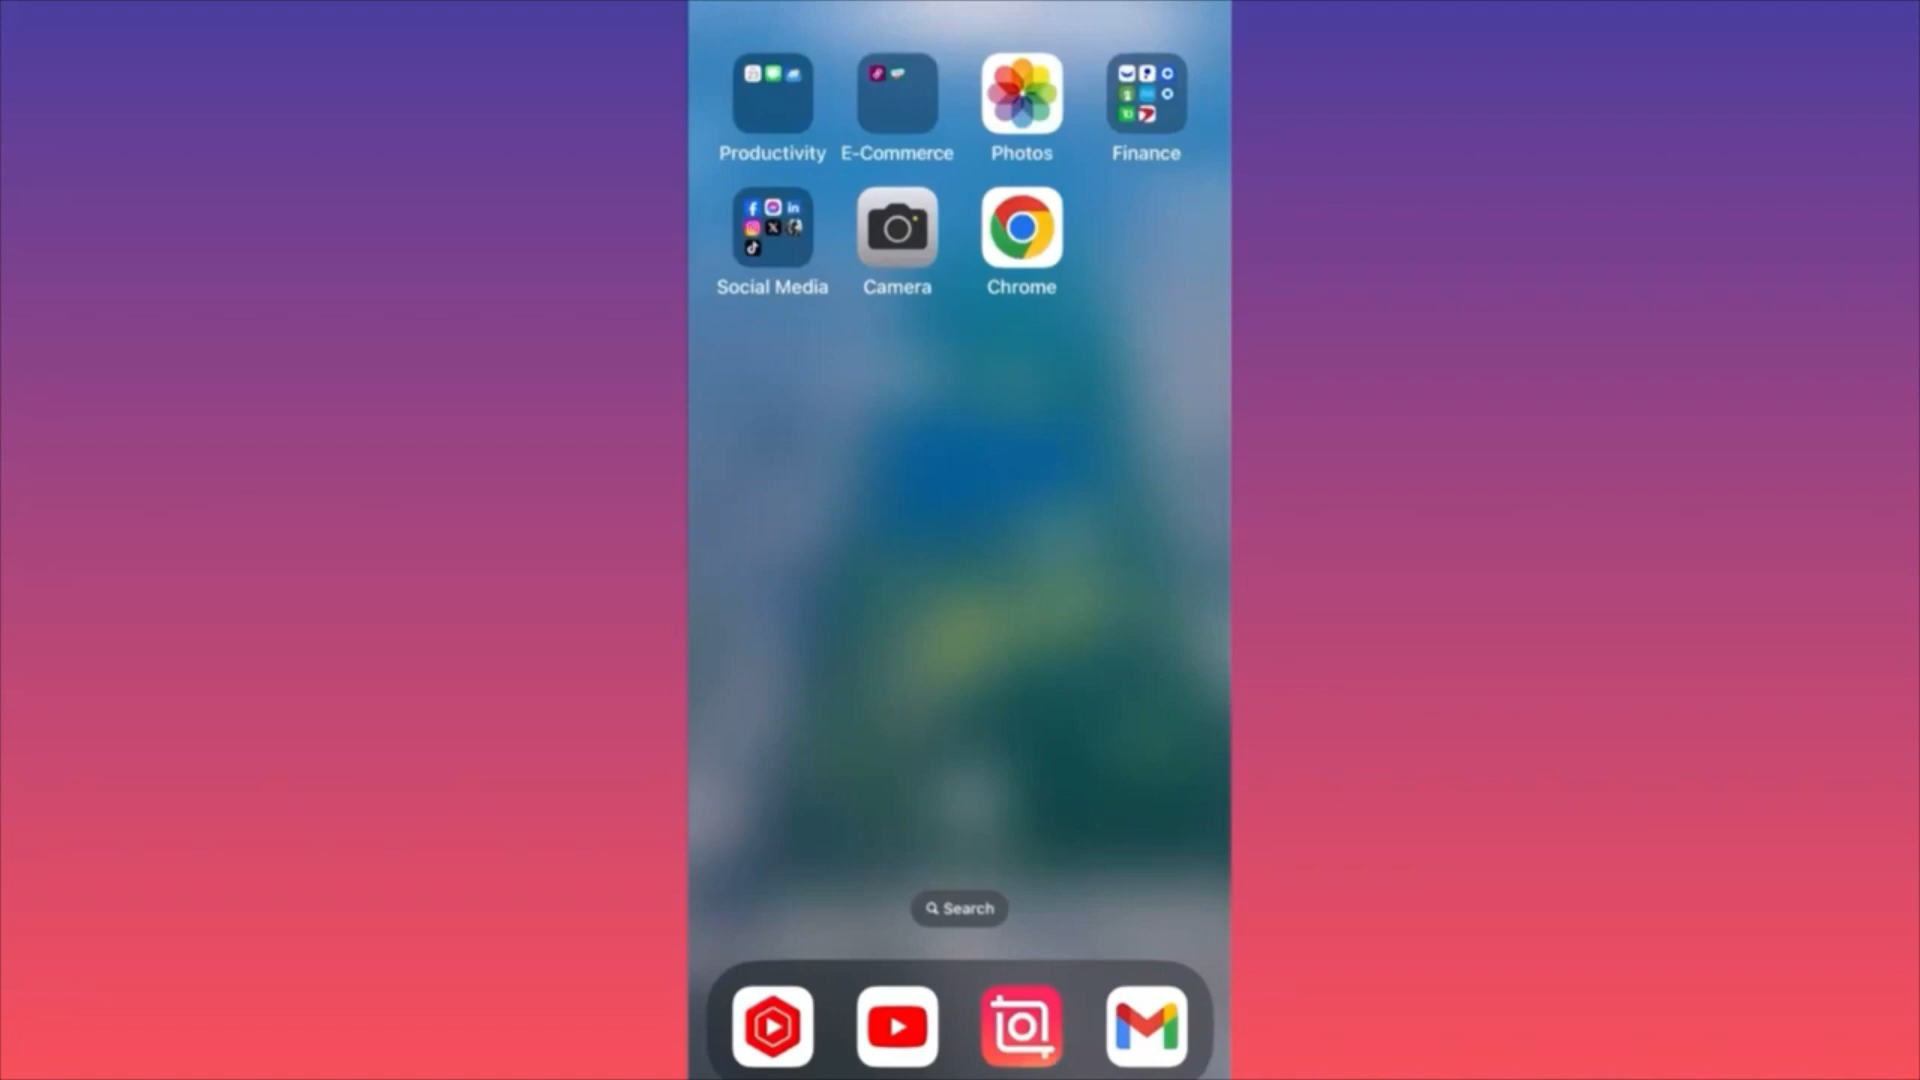 Productivity E-Commerce Photos Finance
Social Media Camera Chrome
Search